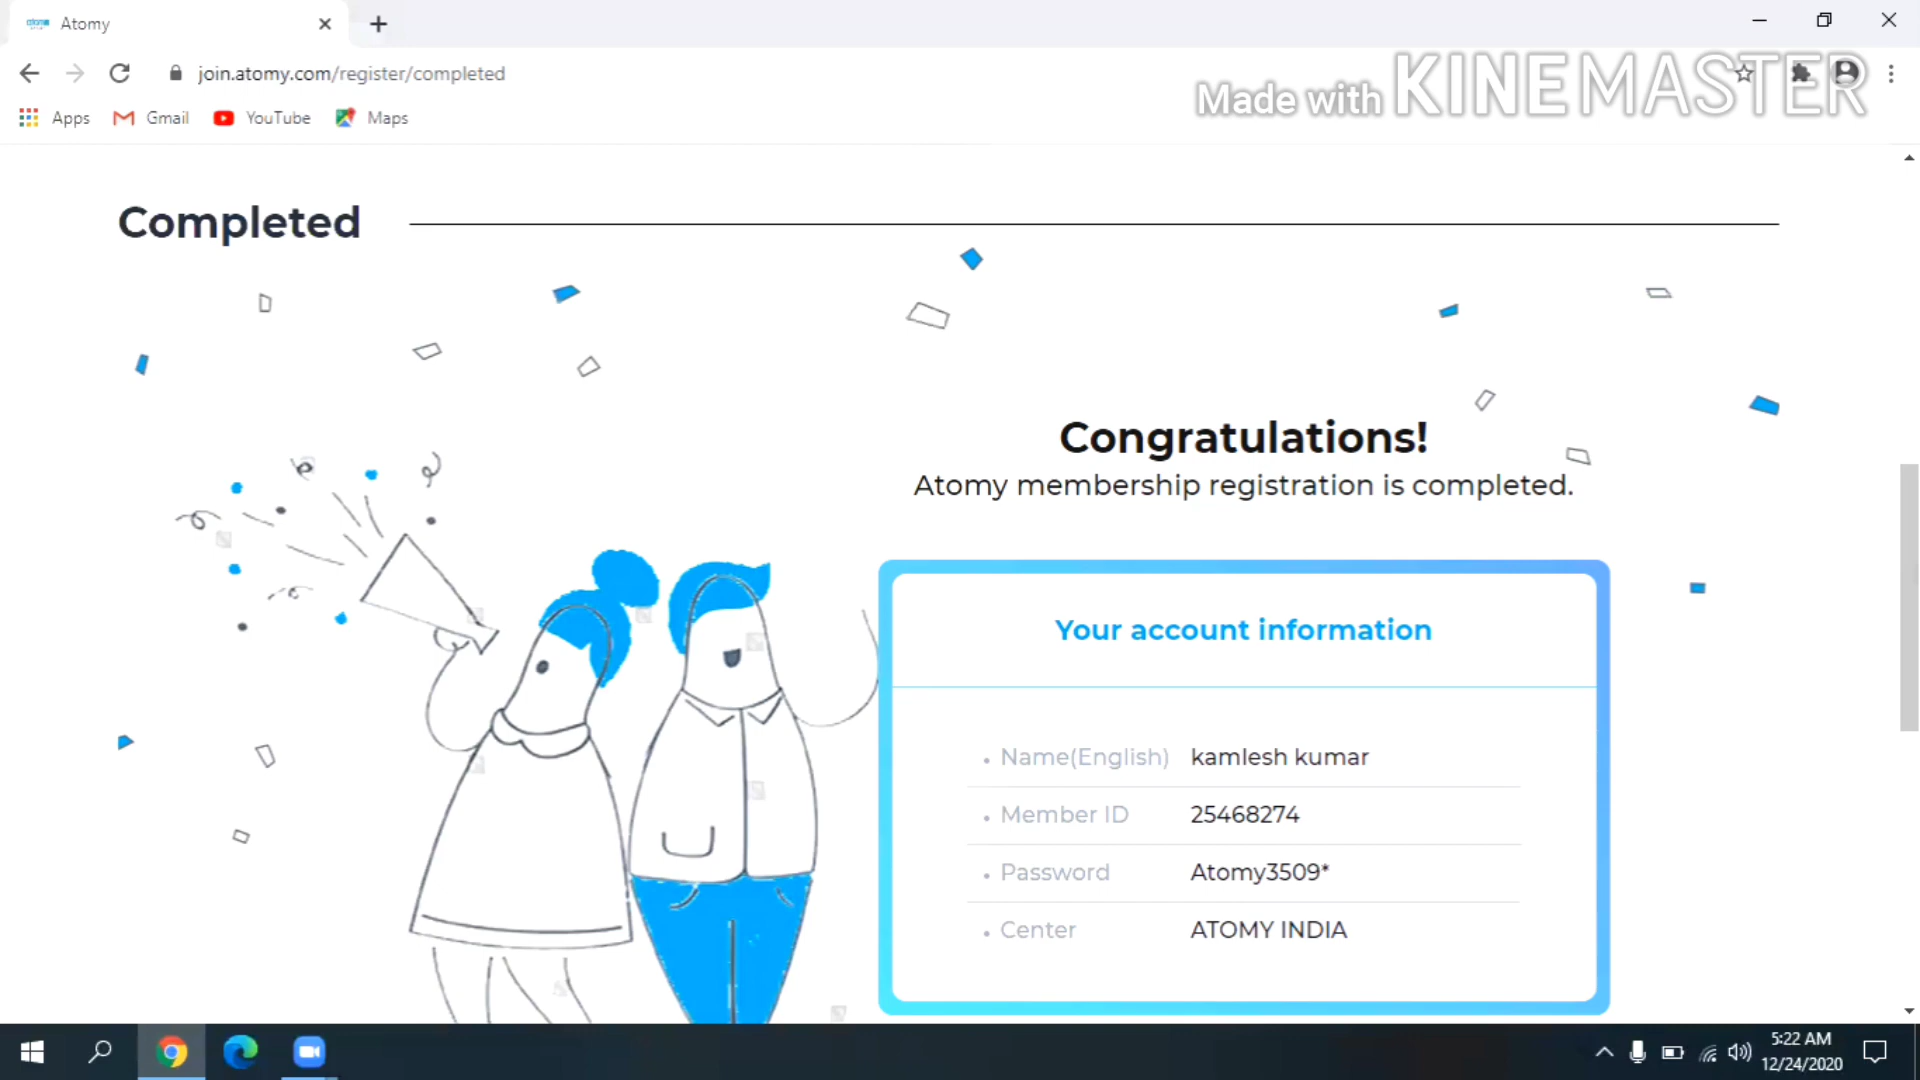 Atomy
join.atomy.com/register/completed
Made with KINEMASTER
Apps Gmail YouTube Maps
Completed
Congratulations!
Atomy membership registration is completed.
Your account information
Name(English) kamlesh kumar
Member ID 25468274
Password Atomy3509*
Center ATOMY INDIA
5:22 AM
12/24/2020